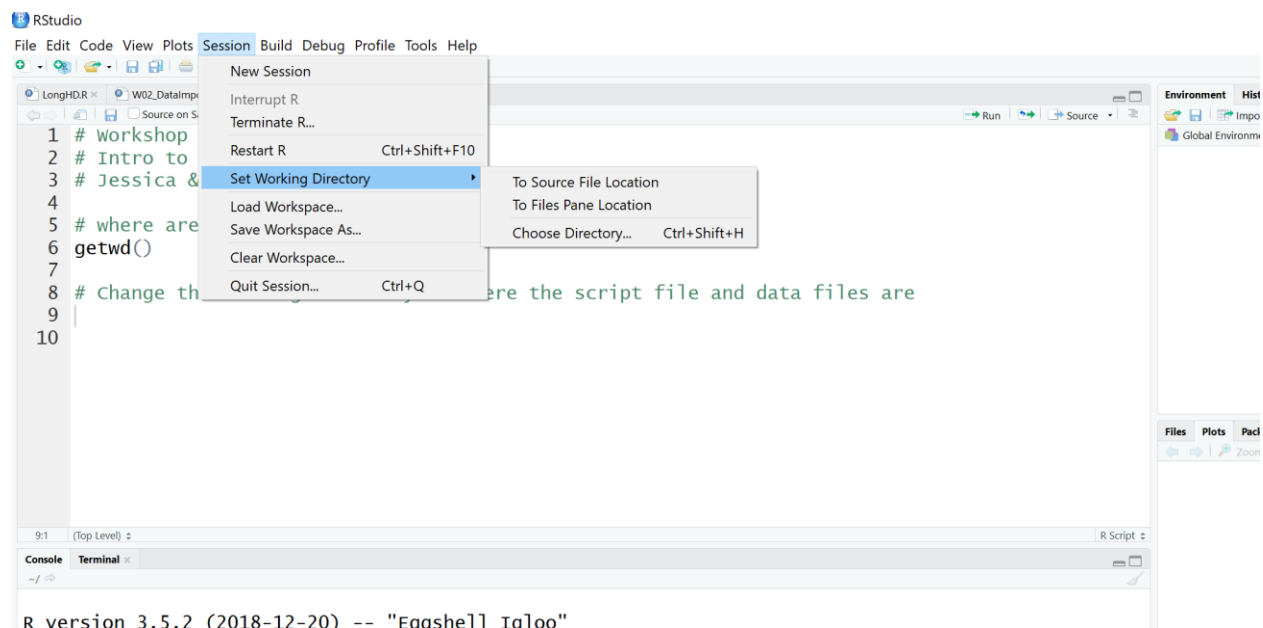 RStudio
File Edit Code View Plots Session Build Debug Profile Tools Help
New Session
Interrupt R
Terminate R...
Restart R Ctrl+Shift+F10
Set Working Directory
Load Workspace...
Save Workspace As...
Clear Workspace...
Quit Session... Ctrl+Q
To Source File Location
To Files Pane Location
Choose Directory... Ctrl+Shift+H
LongHD.R
Source on
Run Source
1 # Workshop
2 # Intro to
3 # Jessica &
4
5 # where are
6 getwd()
7
8 # Change the script file and data files are
9
10
9:1 (Top Level) R Script
Console Terminal
~/
R version 3.5.2 (2018-12-20) -- "Eggshell Igloo"
Environment
Global
Files Plots